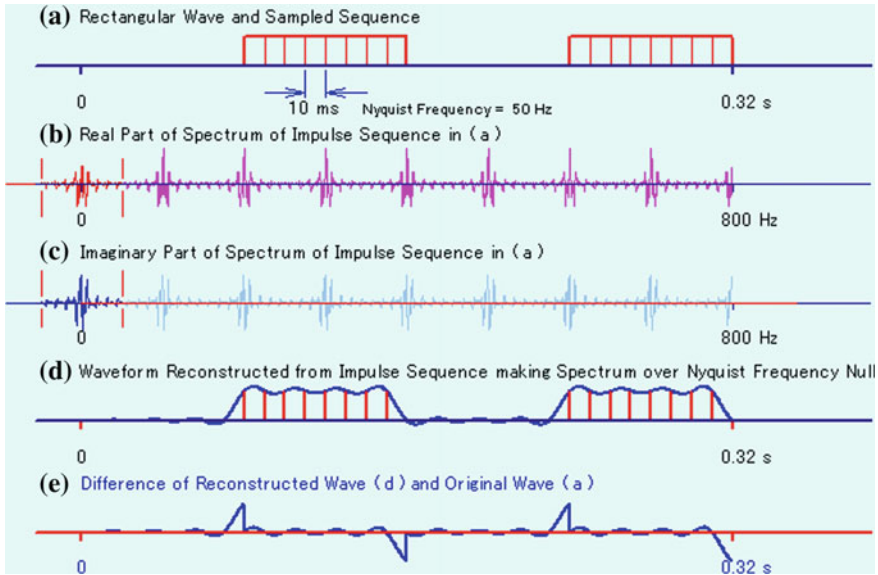 (a) Rectangular Wave and Sampled Sequence
0
10 ms
Nyquist Frequency = 50 Hz
0.32 s
(b) Real Part of Spectrum of Impulse Sequence in (a)
0
800 Hz
(c) Imaginary Part of Spectrum of Impulse Sequence in (a)
0
800 Hz
(d) Waveform Reconstructed from Impulse Sequence making Spectrum over Nyquist Frequency Null
0
0.32 s
(e) Difference of Reconstructed Wave (d) and Original Wave (a)
0
0.32 s